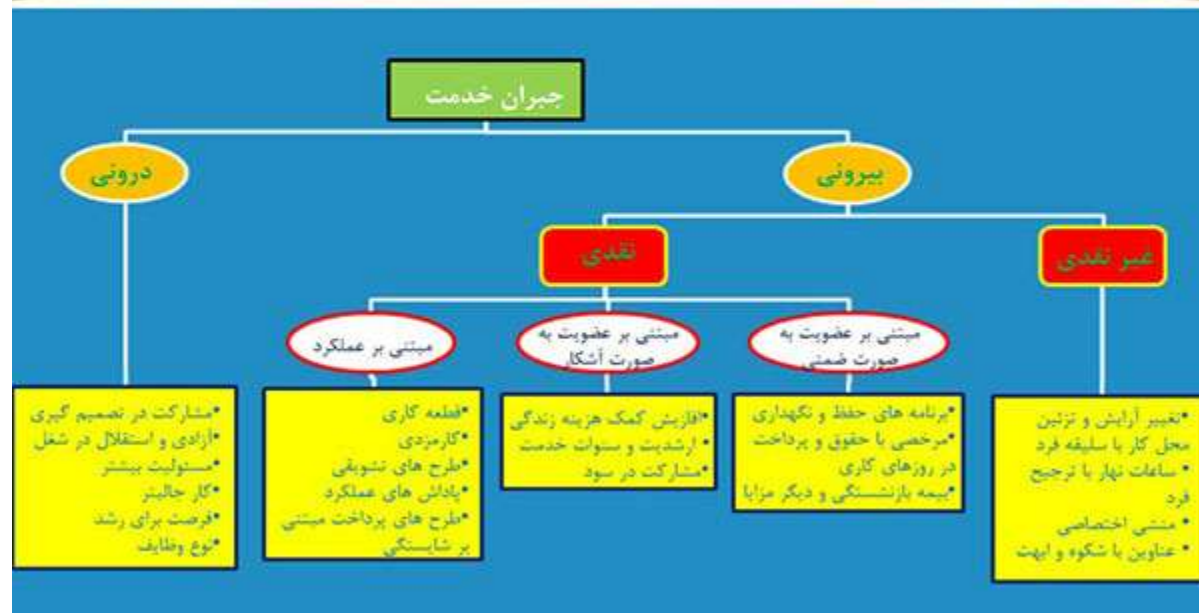 جبران خدمت
بیرونی
درونی
غیر نقدی
نقدی
مبتنی بر عضویت به
صورت ضمنی
مبتنی بر عضویت به
صورت آشکار
مبتنی بر عملکرد
•تغییر آرایش و تزئین
محل کار با سلیقه فرد
• ساعات نهار با ترجیح
فرد
• منشی اختصاصی
• عناوین با شکوه و ابهت
•برنامه های حفظ و نگهداری
•مرخصی با حقوق و پرداخت
در روزهای کاری
•بیمه بازنشستگی و دیگر مزایا
•افزایش کمک هزینه زندگی
• ارشدیت و سنوات خدمت
•مشارکت در سود
•قطعه کاری
•کارمزدی
•طرح های تشویقی
•پاداش های عملکرد
•طرح های پرداخت مبتنی
بر شایستگی
•مشارکت در تصمیم گیری
•آزادی و استقلال در شغل
•مسئولیت بیشتر
•کار جالبتر
•فرصت برای رشد
•نوع وظایف